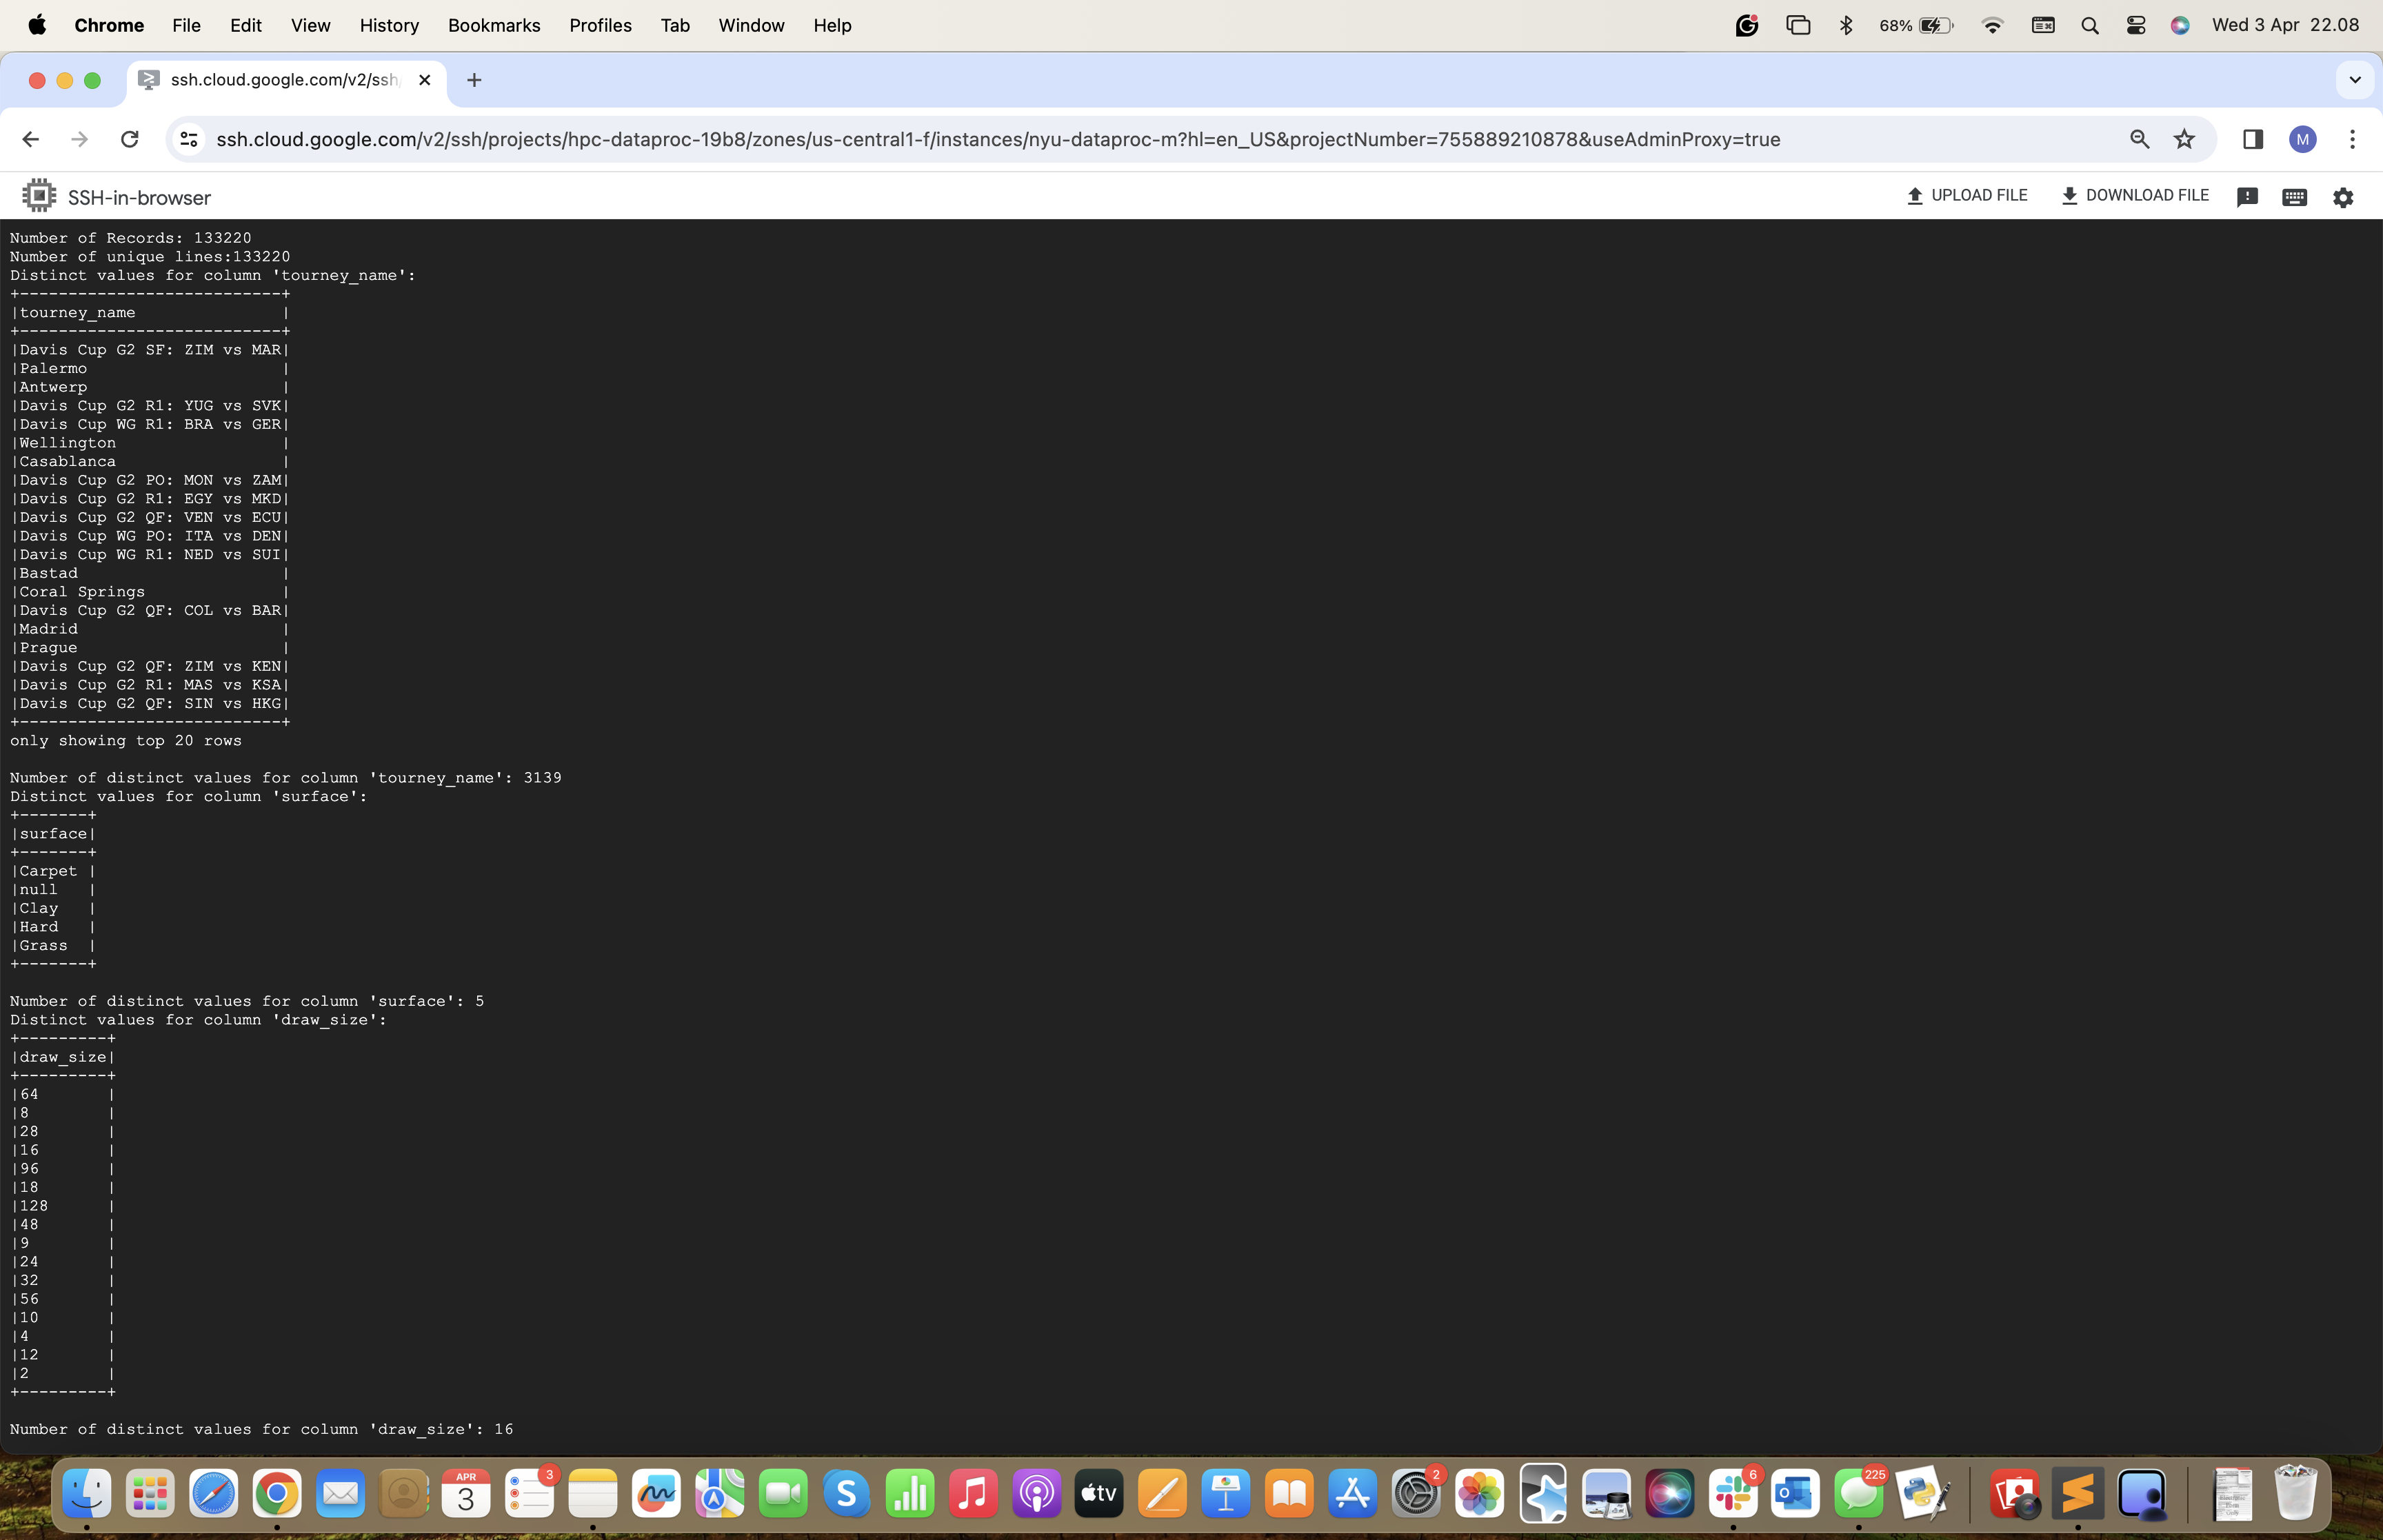 Chrome File Edit View History Bookmarks Profiles Tab Window Help 68% Wed 3 Apr 22.08
ssh.cloud.google.com/v2/ssh
ssh.cloud.google.com/v2/ssh/projects/hpc-dataproc-19b8/zones/us-central1-f/instances/nyu-dataproc-m?hl=en_US&projectNumber=755889210878&useAdminProxy=true M
SSH-in-browser UPLOAD FILE DOWNLOAD FILE
Number of Records: 133220
Number of unique lines:133220
Distinct values for column 'tourney_name':
+---------------------------+
|tourney_name               |
+---------------------------+
|Davis Cup G2 SF: ZIM vs MAR|
|Palermo                    |
|Antwerp                    |
|Davis Cup G2 R1: YUG vs SVK|
|Davis Cup WG R1: BRA vs GER|
|Wellington                 |
|Casablanca                 |
|Davis Cup G2 PO: MON vs ZAM|
|Davis Cup G2 R1: EGY vs MKD|
|Davis Cup G2 QF: VEN vs ECU|
|Davis Cup WG PO: ITA vs DEN|
|Davis Cup WG R1: NED vs SUI|
|Bastad                     |
|Coral Springs              |
|Davis Cup G2 QF: COL vs BAR|
|Madrid                     |
|Prague                     |
|Davis Cup G2 QF: ZIM vs KEN|
|Davis Cup G2 R1: MAS vs KSA|
|Davis Cup G2 QF: SIN vs HKG|
+---------------------------+
only showing top 20 rows
Number of distinct values for column 'tourney_name': 3139
Distinct values for column 'surface':
+-------+
|surface|
+-------+
|Carpet |
|null   |
|Clay   |
|Hard   |
|Grass  |
+-------+
Number of distinct values for column 'surface': 5
Distinct values for column 'draw_size':
+---------+
|draw_size|
+---------+
|64       |
|8        |
|28       |
|16       |
|96       |
|18       |
|128      |
|48       |
|9        |
|24       |
|32       |
|56       |
|10       |
|4        |
|12       |
|2        |
+---------+
Number of distinct values for column 'draw_size': 16
APR 3 3 tv 2 6 225